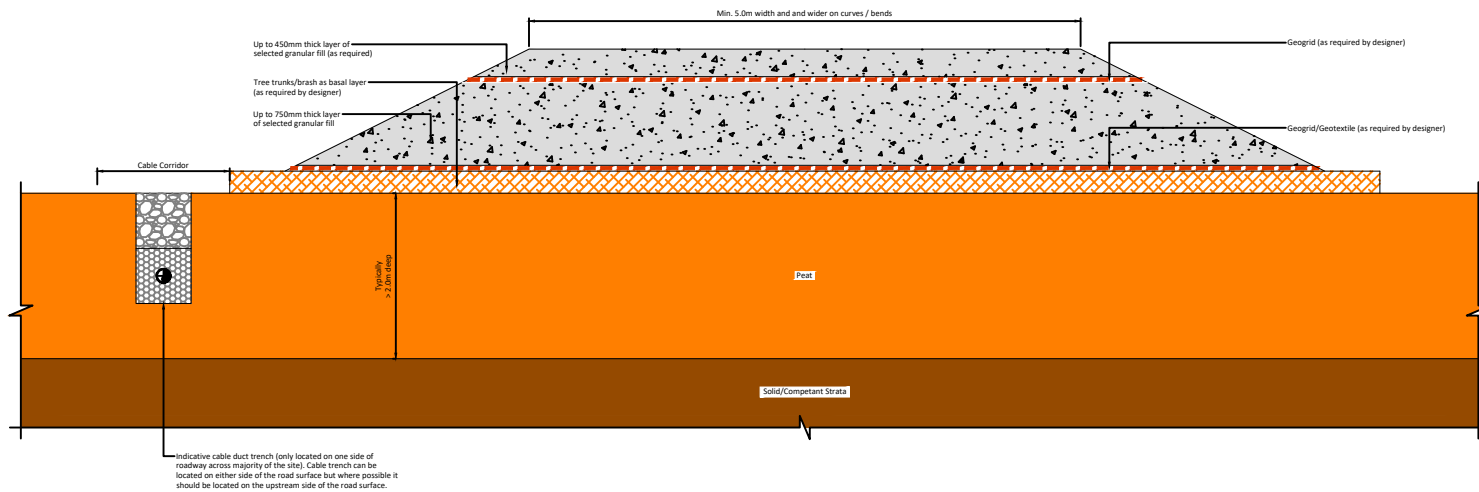 Min. 5.0m width and and wider on curves / bends
Up to 450mm thick layer of
selected granular fill (as required)
Geogrid (as required by designer)
Tree trunks/brash as basal layer
(as required by designer)
Up to 750mm thick layer
of selected granular fill
Geogrid/Geotextile (as required by designer)
Cable Corridor
Typically
> 2.0m deep
Peat
Solid/Competant Strata
Indicative cable duct trench (only located on one side of
roadway across majority of the site). Cable trench can be
located on either side of the road surface but where possible it
should be located on the upstream side of the road surface.